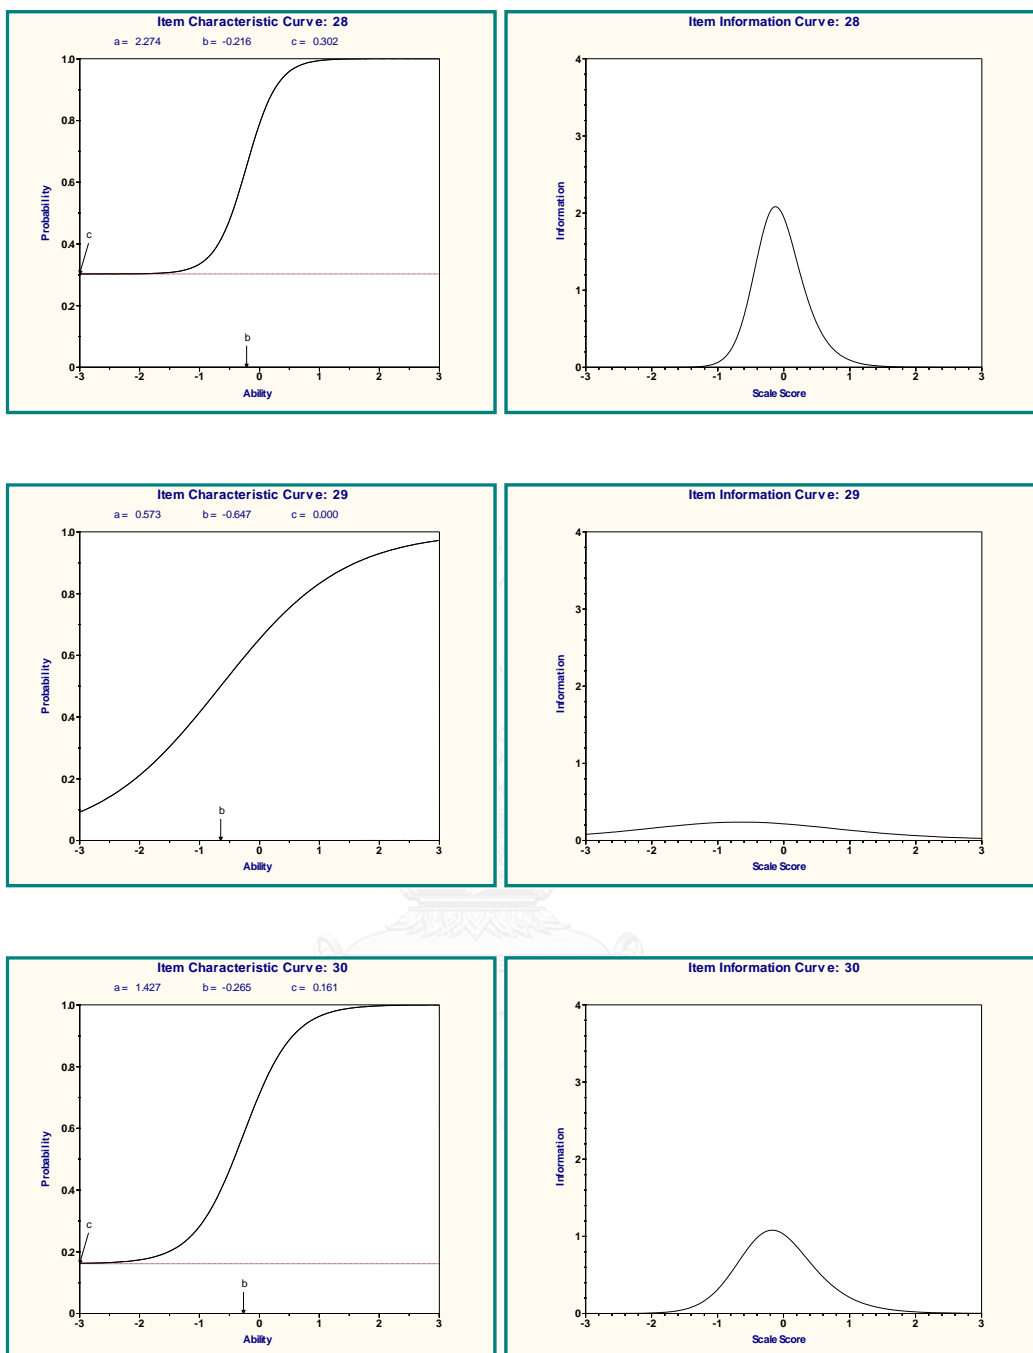 Item Characteristic Curve: 28
a = 2.274 b = -0.216 c = 0.302
1.0
0.8
0.6
0.4
0.2
0
Probability
c
b
-3 -2 -1 0 1 2 3
Ability
Item Information Curve: 28
4
3
2
1
0
Information
-3 -2 -1 0 1 2 3
Scale Score
Item Characteristic Curve: 29
a = 0.573 b = -0.647 c = 0.000
1.0
0.8
0.6
0.4
0.2
0
Probability
b
-3 -2 -1 0 1 2 3
Ability
Item Information Curve: 29
4
3
2
1
0
Information
-3 -2 -1 0 1 2 3
Scale Score
Item Characteristic Curve: 30
a = 1.427 b = -0.265 c = 0.161
1.0
0.8
0.6
0.4
0.2
0
Probability
c
b
-3 -2 -1 0 1 2 3
Ability
Item Information Curve: 30
4
3
2
1
0
Information
-3 -2 -1 0 1 2 3
Scale Score